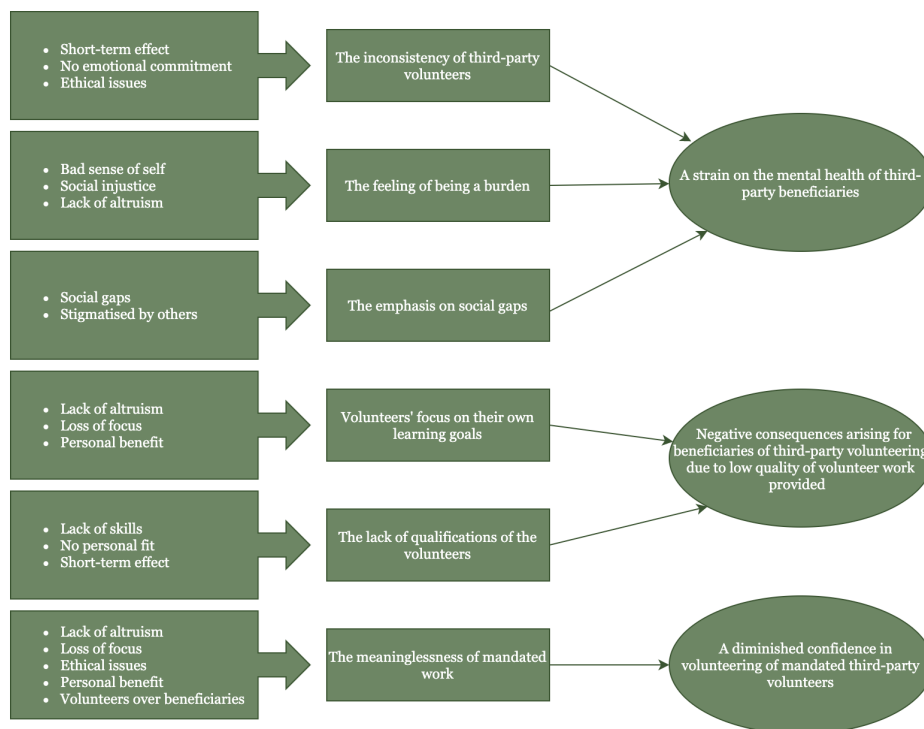 • Short-term effect
• No emotional commitment
• Ethical issues
The inconsistency of third-party
volunteers
• Bad sense of self
• Social injustice
• Lack of altruism
The feeling of being a burden
A strain on the mental health of third-
party beneficiaries
• Social gaps
• Stigmatised by others
The emphasis on social gaps
• Lack of altruism
• Loss of focus
• Personal benefit
Volunteers' focus on their own
learning goals
Negative consequences arising for
beneficiaries of third-party volunteering
due to low quality of volunteer work
provided
• Lack of skills
• No personal fit
• Short-term effect
The lack of qualifications of the
volunteers
• Lack of altruism
• Loss of focus
• Ethical issues
• Personal benefit
• Volunteers over beneficiaries
The meaninglessness of mandated
work
A diminished confidence in
volunteering of mandated third-party
volunteers